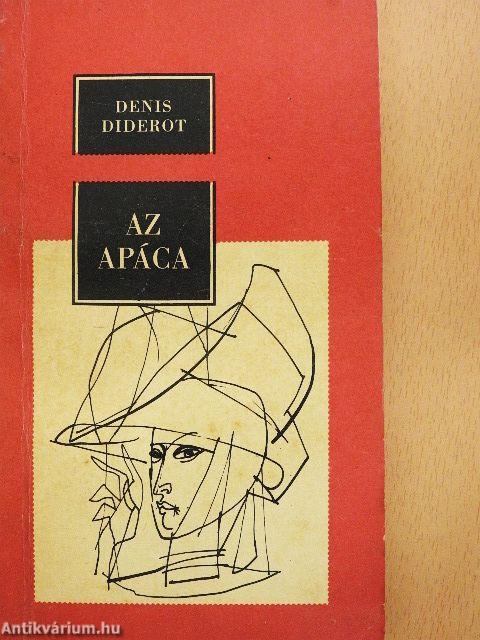 DENIS
DIDEROT
AZ
APÁCA
Antikvárium.hu